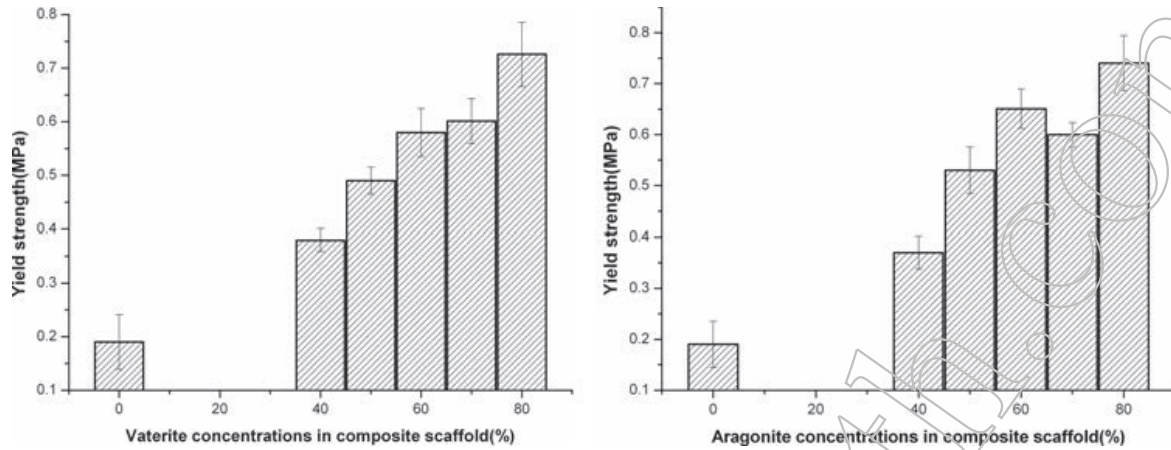 0.8
0.7
0.6
0.5
0.4
0.3
0.2
0.1
Yield strength(MPa)
0 20 40 60 80
Vaterite concentrations in composite scaffold(%)
0.8
0.7
0.6
0.5
0.4
0.3
0.2
0.1
Yield strength(MPa)
0 20 40 60 80
Aragonite concentrations in composite scaffold(%)